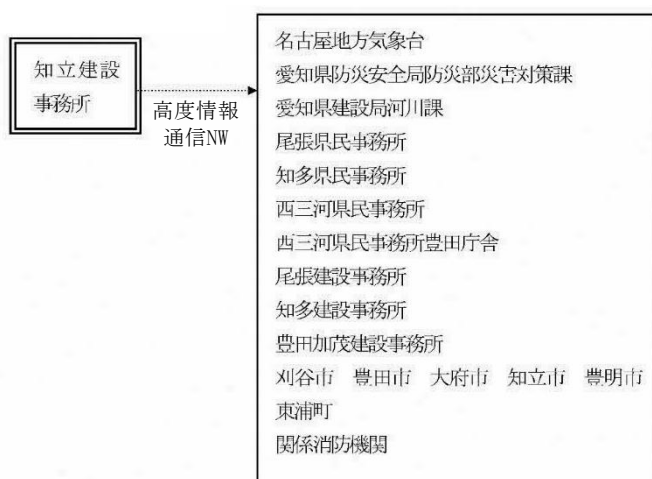 知立建設
事務所
高度情報
通信NW
名古屋地方気象台
愛知県防災安全局防災部災害対策課
愛知県建設局河川課
尾張県民事務所
知多県民事務所
西三河県民事務所
西三河県民事務所豊田庁舎
尾張建設事務所
知多建設事務所
豊田加茂建設事務所
刈谷市　豊田市　大府市　知立市　豊明市
東浦町
関係消防機関